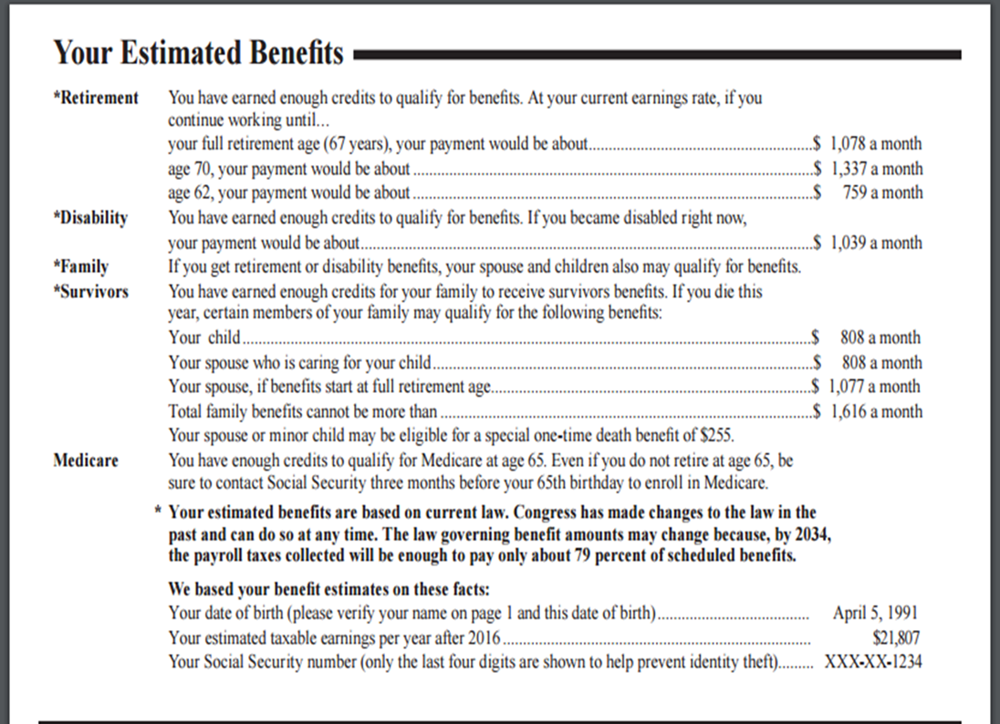 Your Estimated Benefits
*Retirement You have earned enough credits to qualify for benefits. At your current earnings rate, if you
continue working until…
your full retirement age (67 years), your payment would be about..........$ 1,078 a month
age 70, your payment would be about..........$ 1,337 a month
age 62, your payment would be about..........$ 759 a month
*Disability You have earned enough credits to qualify for benefits. If you became disabled right now,
your payment would be about..........$ 1,039 a month
*Family If you get retirement or disability benefits, your spouse and children also may qualify for benefits.
*Survivors You have earned enough credits for your family to receive survivors benefits. If you die this
year, certain members of your family may qualify for the following benefits:
Your child..........$ 808 a month
Your spouse who is caring for your child..........$ 808 a month
Your spouse, if benefits start at full retirement age..........$ 1,077 a month
Total family benefits cannot be more than..........$ 1,616 a month
Your spouse or minor child may be eligible for a special one-time death benefit of $255.
Medicare You have enough credits to qualify for Medicare at age 65. Even if you do not retire at age 65, be
sure to contact Social Security three months before your 65th birthday to enroll in Medicare.
* Your estimated benefits are based on current law. Congress has made changes to the law in the
past and can do so at any time. The law governing benefit amounts may change because, by 2034,
the payroll taxes collected will be enough to pay only about 79 percent of scheduled benefits.
We based your benefit estimates on these facts:
Your date of birth (please verify your name on page 1 and this date of birth).......... April 5, 1991
Your estimated taxable earnings per year after 2016.......... $21,807
Your Social Security number (only the last four digits are shown to help prevent identity theft)......... XXX-XX-1234